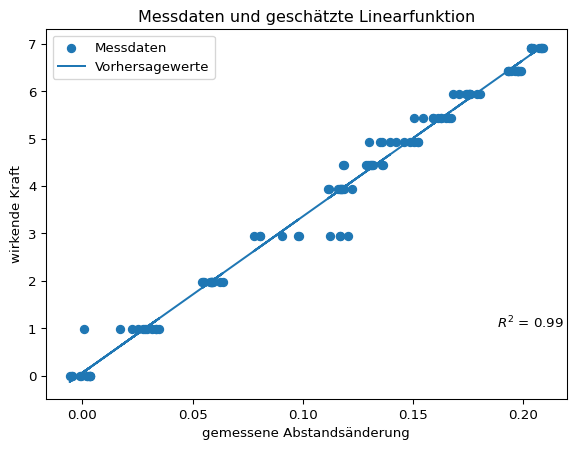 Messdaten und geschätzte Linearfunktion
Messdaten
Vorhersagewerte
wirkende Kraft
7
6
5
4
3
2
1
0
R² = 0.99
0.00 0.05 0.10 0.15 0.20
gemessene Abstandsänderung